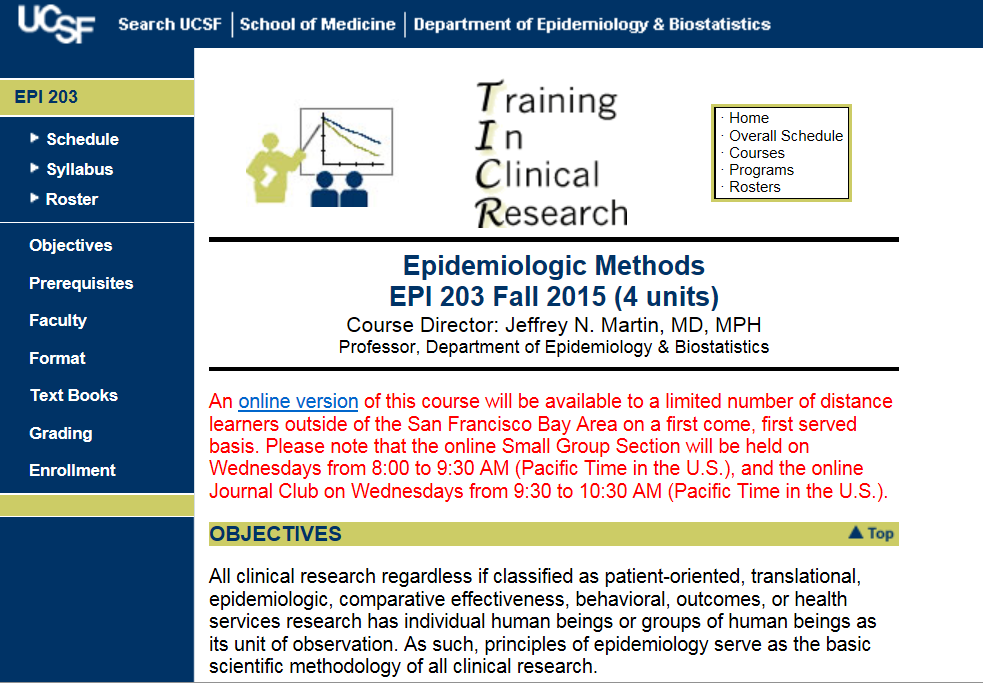 UCSF
Search UCSF | School of Medicine | Department of Epidemiology & Biostatistics
EPI 203
Schedule
Syllabus
Roster
Objectives
Prerequisites
Faculty
Format
Text Books
Grading
Enrollment
Training
In
Clinical
Research
· Home
· Overall Schedule
· Courses
· Programs
· Rosters
Epidemiologic Methods
EPI 203 Fall 2015 (4 units)
Course Director: Jeffrey N. Martin, MD, MPH
Professor, Department of Epidemiology & Biostatistics
An online version of this course will be available to a limited number of distance
learners outside of the San Francisco Bay Area on a first come, first served
basis. Please note that the online Small Group Section will be held on
Wednesdays from 8:00 to 9:30 AM (Pacific Time in the U.S.), and the online
Journal Club on Wednesdays from 9:30 to 10:30 AM (Pacific Time in the U.S.).
OBJECTIVES
Top
All clinical research regardless if classified as patient-oriented, translational,
epidemiologic, comparative effectiveness, behavioral, outcomes, or health
services research has individual human beings or groups of human beings as
its unit of observation. As such, principles of epidemiology serve as the basic
scientific methodology of all clinical research.